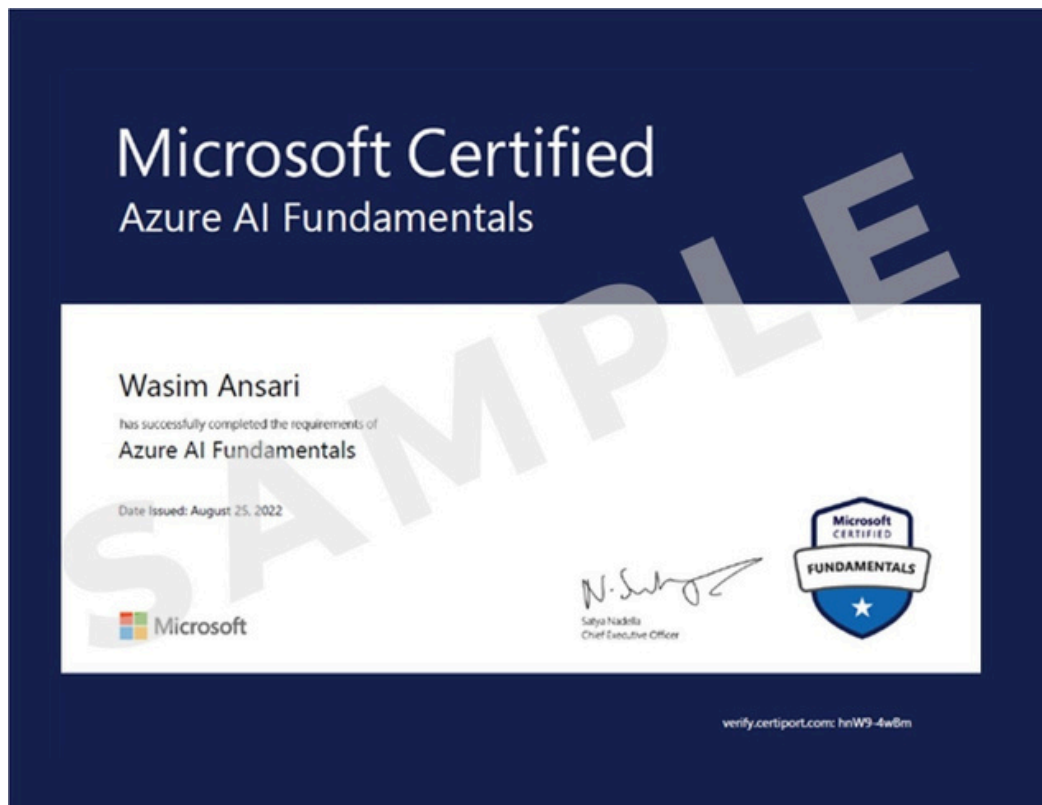 Microsoft Certified
Azure AI Fundamentals
SAMPLE
Wasim Ansari
has successfully completed the requirements of
Azure AI Fundamentals
Date Issued: August 25, 2022
Microsoft
CERTIFIED
FUNDAMENTALS
N. Satya
Satya Nadella
Chief Executive Officer
Microsoft
verify.certiport.com: hnW9-4wBm